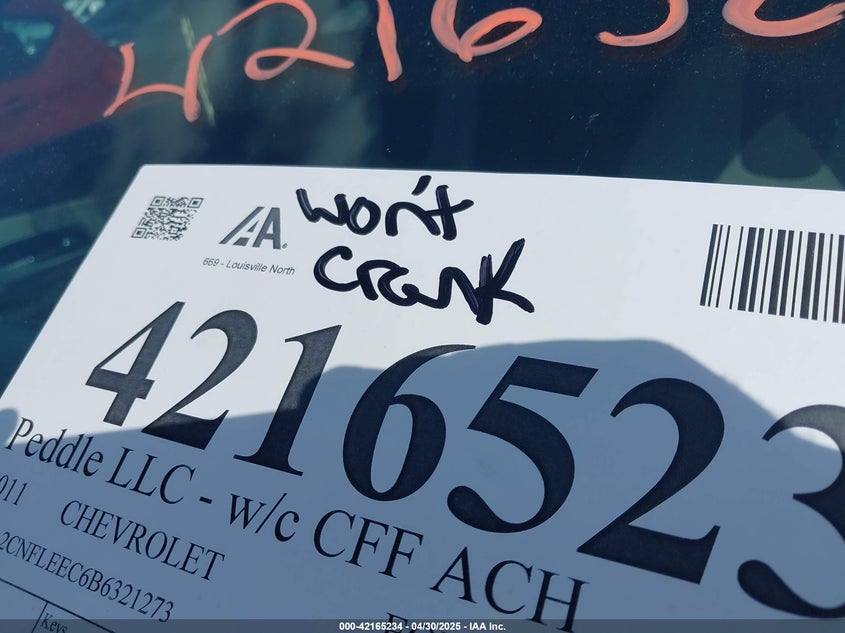 42165
won't
crank
IAA.
669 - Louisville North
4216523
Peddle LLC - w/c CFF ACH
011 CHEVROLET
2CNFLEEC6B6321273
Keys
000-42165234 - 04/30/2025 - IAA Inc.